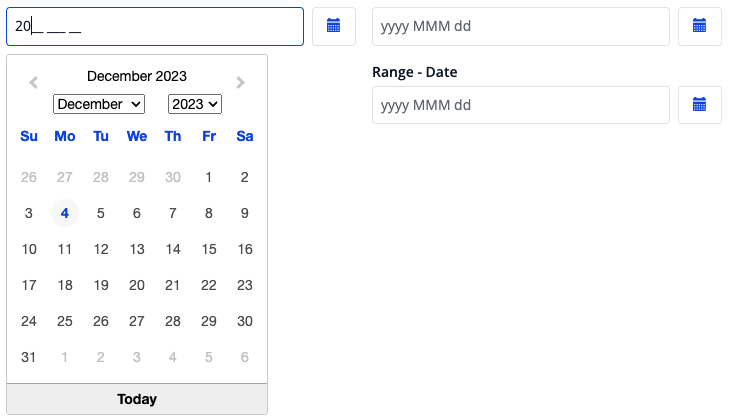 20__ ___ __
yyyy MMM dd
December 2023
December 2023
Su Mo Tu We Th Fr Sa
26 27 28 29 30 1 2
3 4 5 6 7 8 9
10 11 12 13 14 15 16
17 18 19 20 21 22 23
24 25 26 27 28 29 30
31 1 2 3 4 5 6
Today
Range - Date
yyyy MMM dd